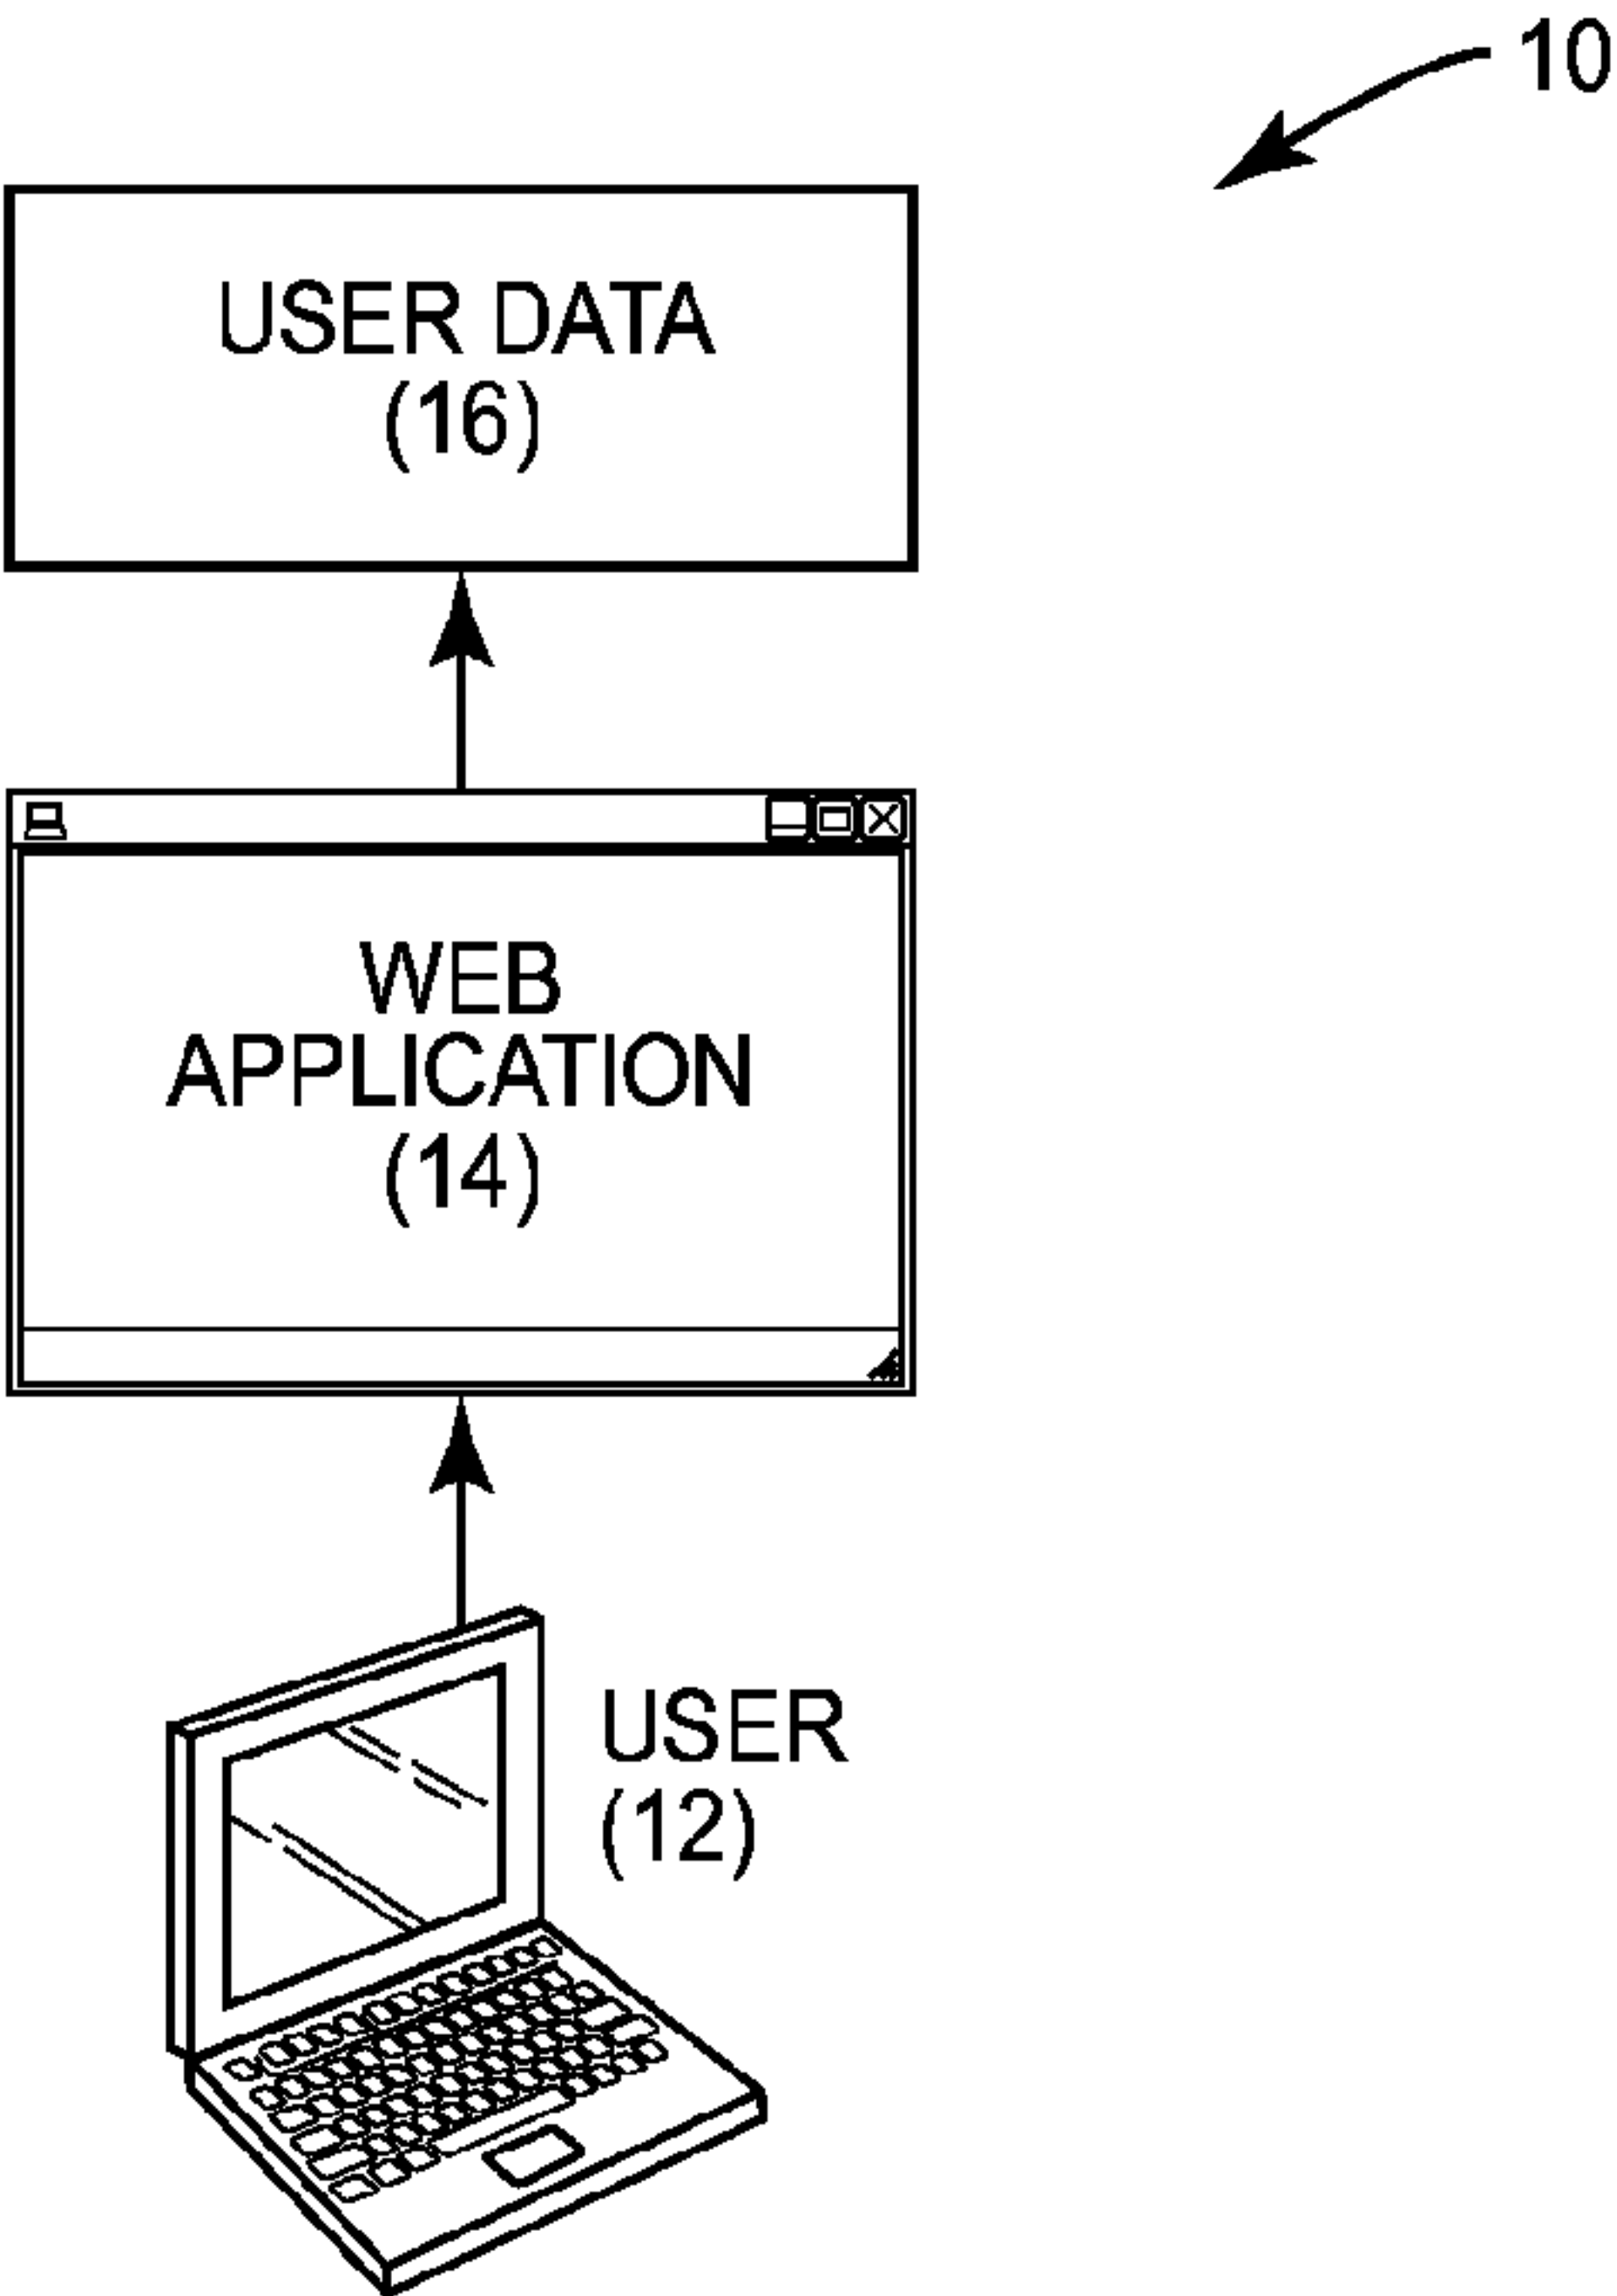 10
USER DATA
(16)
WEB
APPLICATION
(14)
USER
(12)